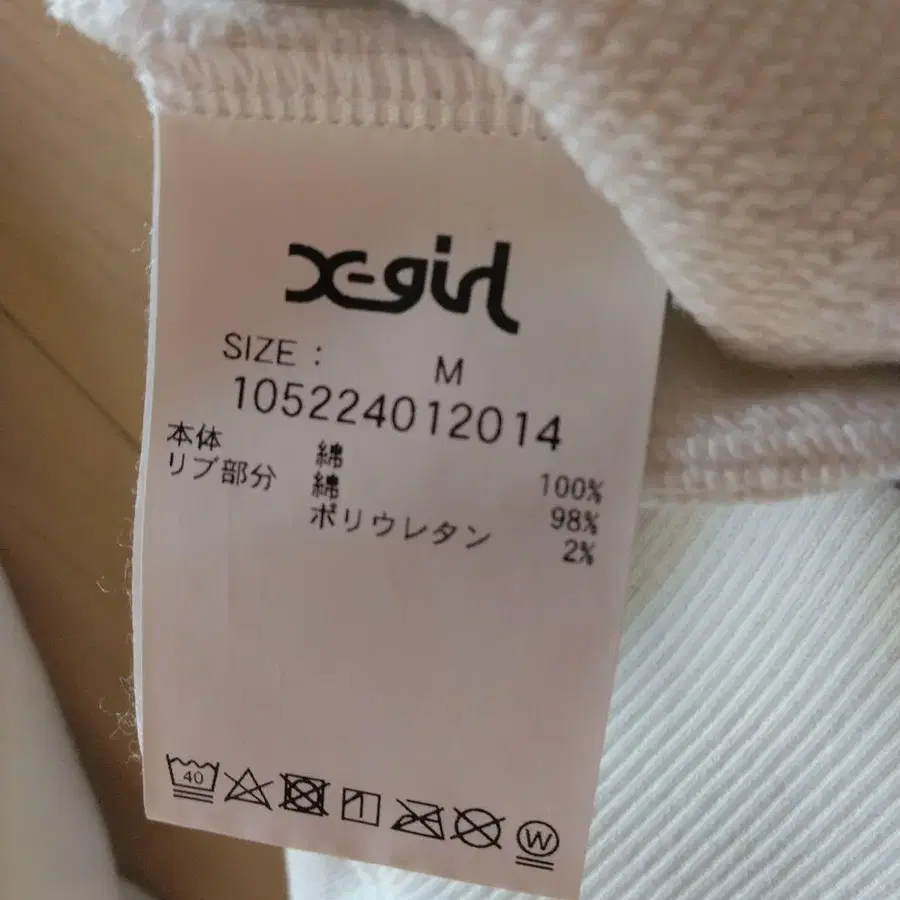 X-girl
SIZE : M
105224012014
本体 綿 100%
リブ部分 綿 98%
ポリウレタン 2%
40
W